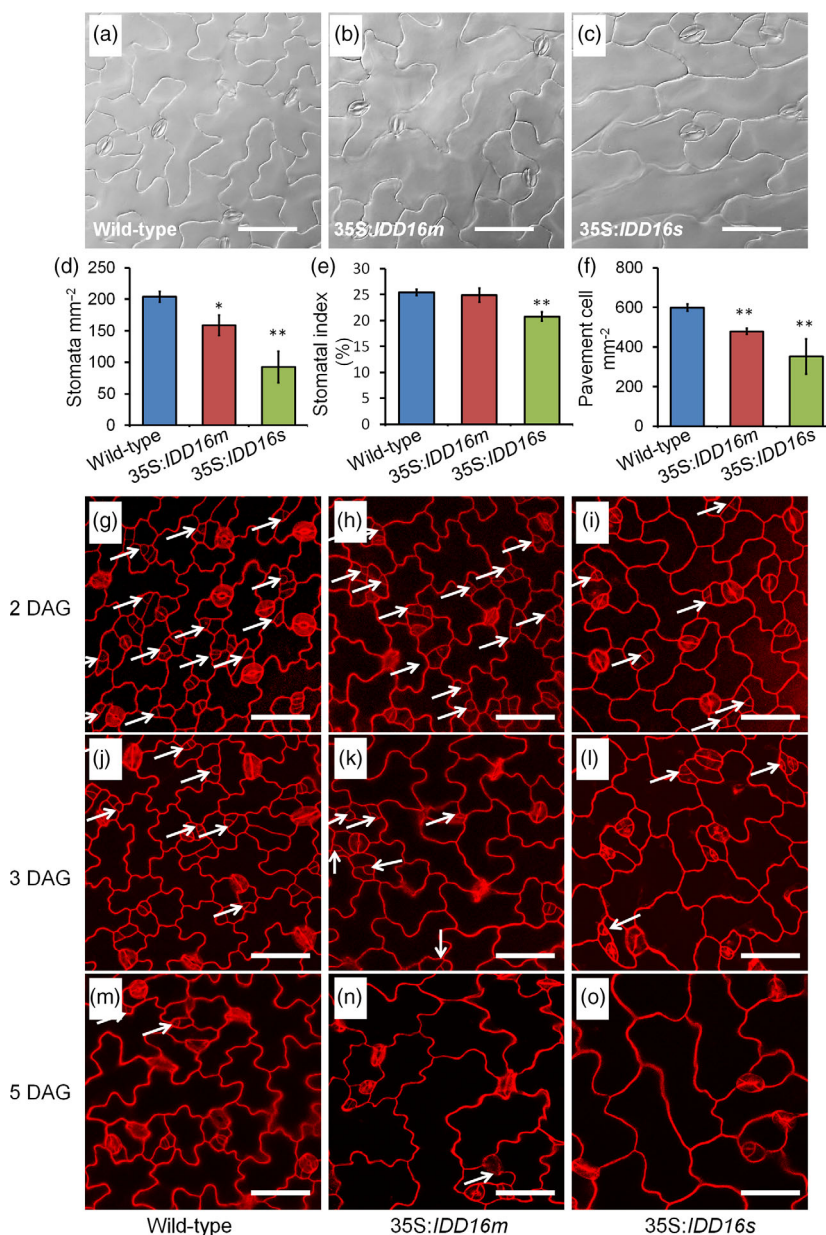 (a)
(b)
(c)
Wild-type
35S:IDD16m
35S:IDD16s
(d)
Stomata mm⁻²
250
200
150
100
50
0
*
**
Wild-type
35S:IDD16m
35S:IDD16s
(e)
Stomatal index
(%)
30
25
20
15
10
5
0
**
Wild-type
35S:IDD16m
35S:IDD16s
(f)
Pavement cell
mm⁻²
800
600
400
200
0
**
**
Wild-type
35S:IDD16m
35S:IDD16s
2 DAG
(g)
(h)
(i)
3 DAG
(j)
(k)
(l)
5 DAG
(m)
(n)
(o)
Wild-type
35S:IDD16m
35S:IDD16s